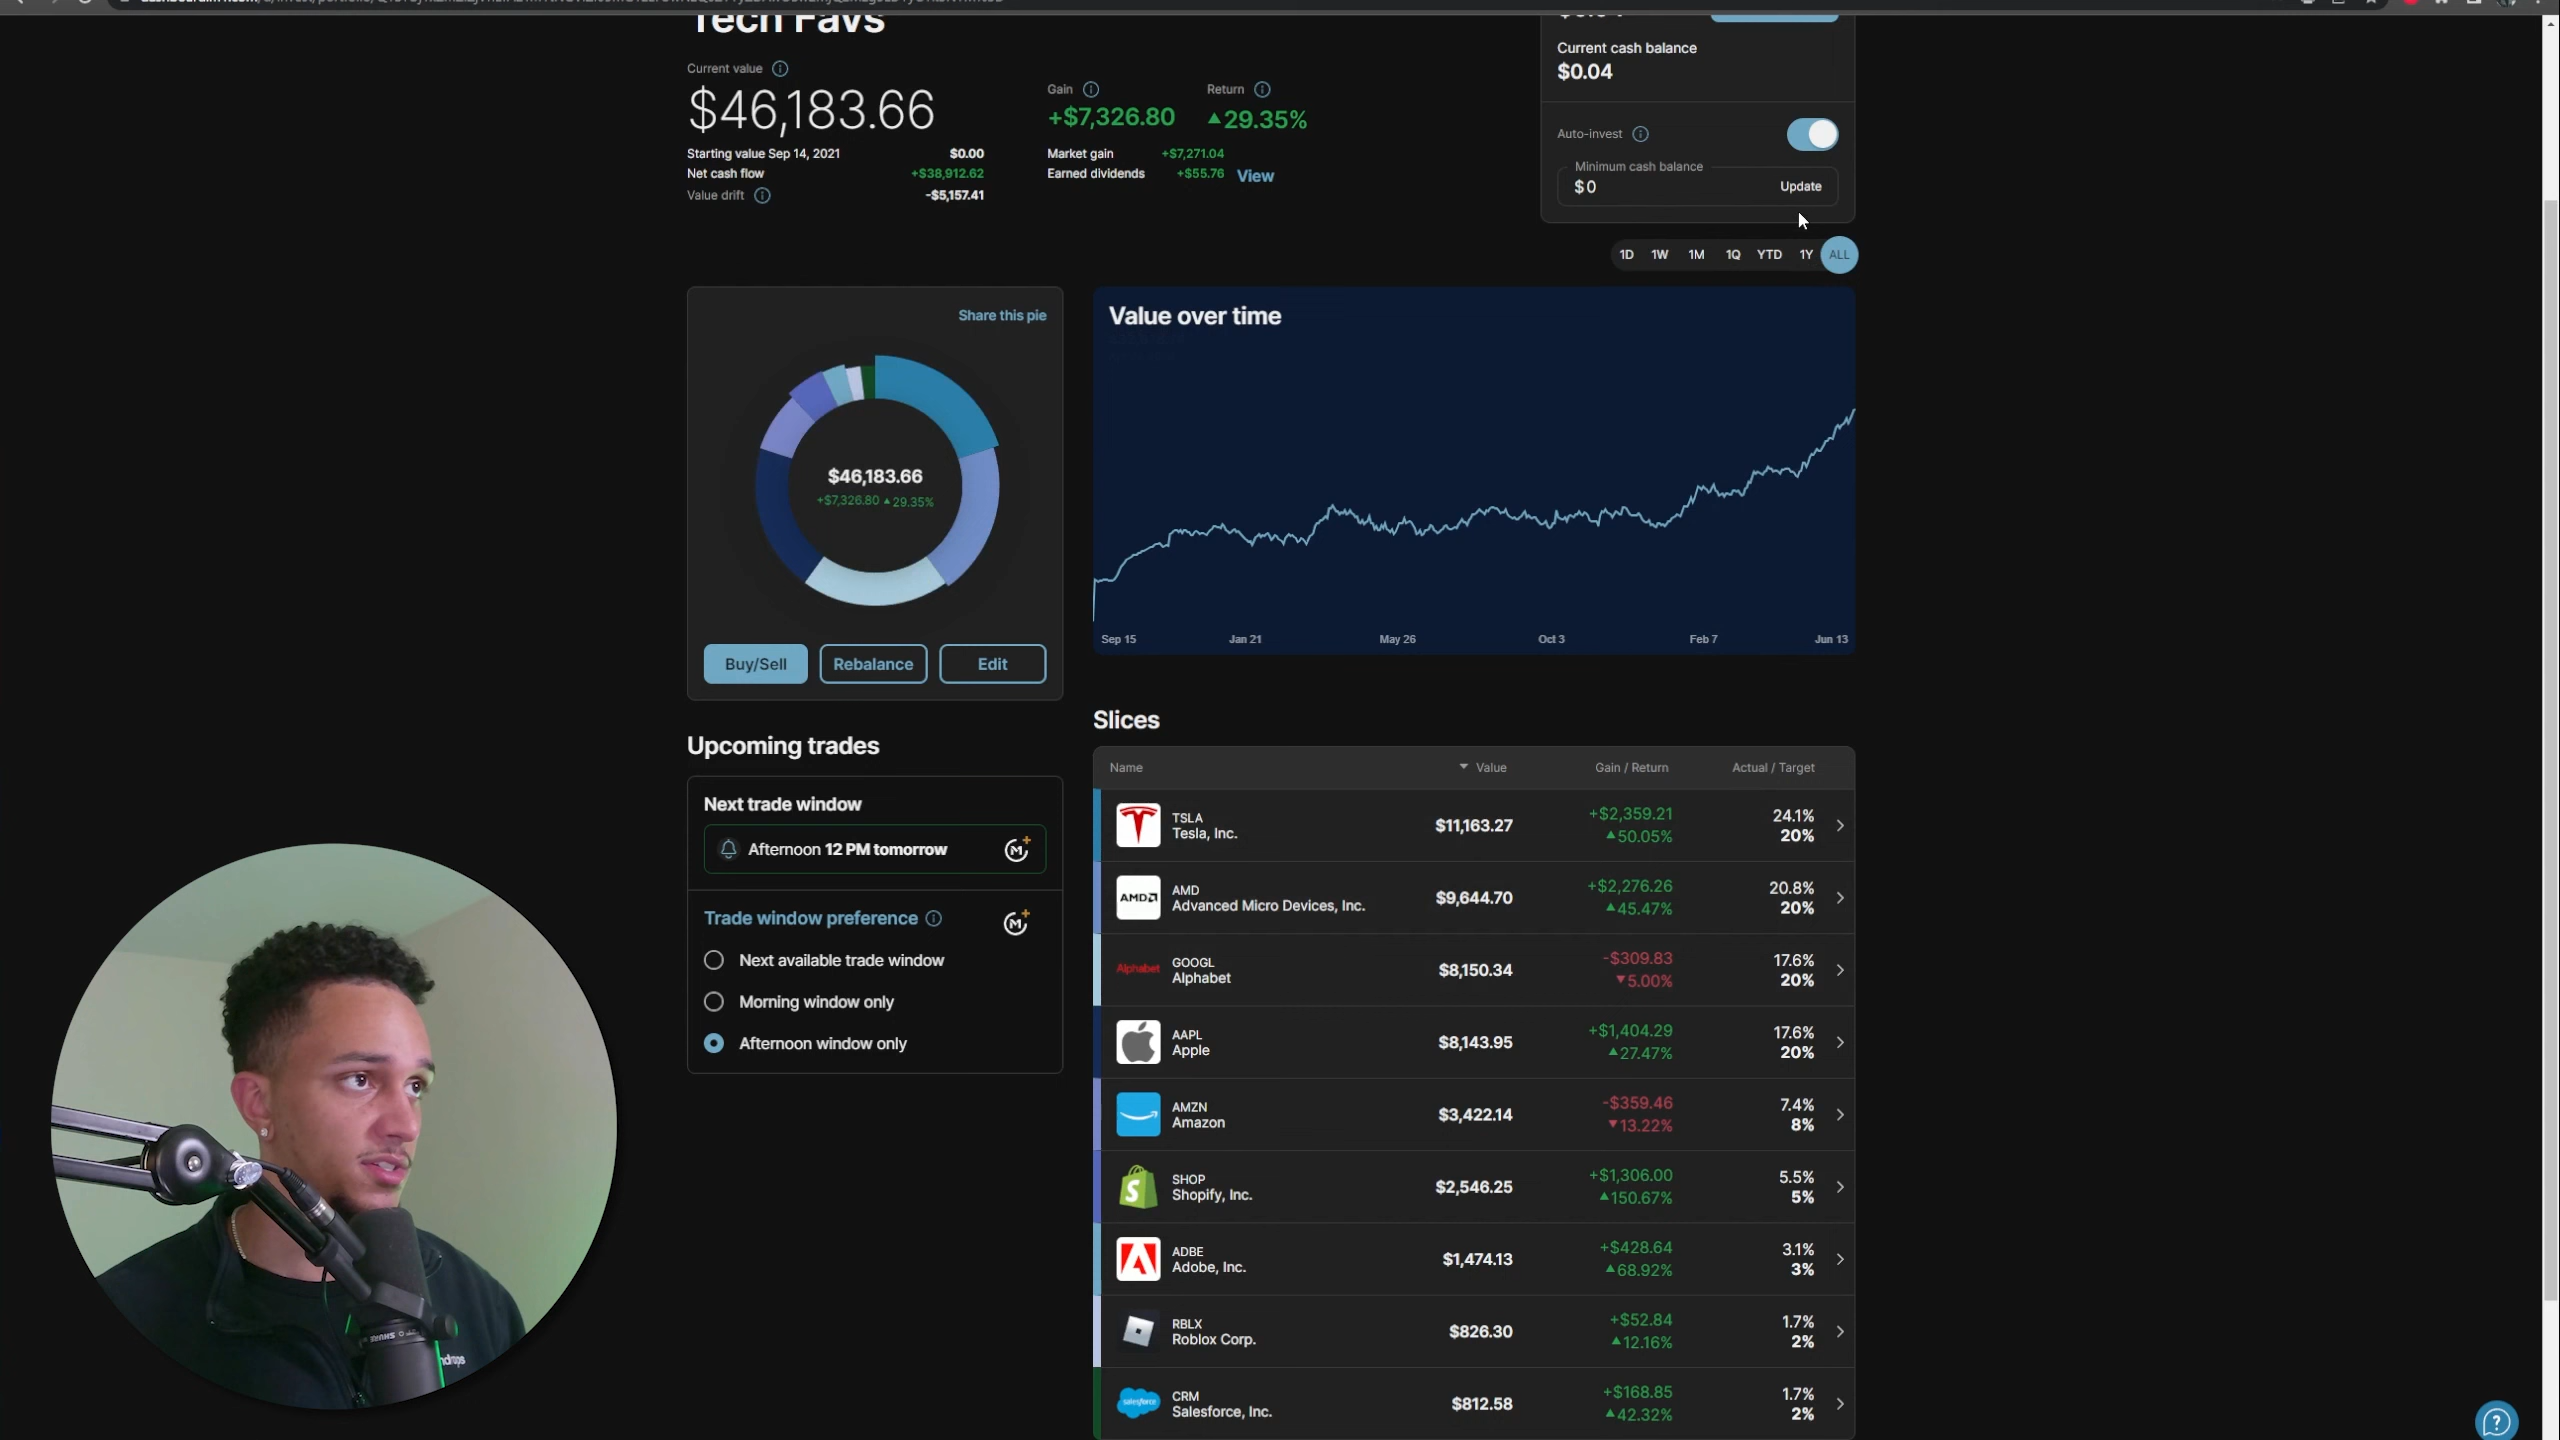 Tech Favs
Current value
$46,183.66
Starting value Sep 14, 2021 $0.00
Net cash flow +$38,912.62
Value drift -$5,157.41
Gain
+$7,326.80
Return
29.35%
Market gain +$7,271.04
Earned dividends +$55.76 View
Current cash balance
$0.04
Auto-invest
Minimum cash balance
$0 Update
1D 1W 1M 1Q YTD 1Y ALL
Share this pie
$46,183.66
+$7,326.80 29.35%
Buy/Sell Rebalance Edit
Value over time
Sep 15 Jan 21 May 26 Oct 3 Feb 7 Jun 13
Upcoming trades
Next trade window
Afternoon 12 PM tomorrow
Trade window preference
Next available trade window
Morning window only
Afternoon window only
Slices
Name Value Gain / Return Actual / Target
TSLA
Tesla, Inc.
$11,163.27
+$2,359.21
50.05%
24.1%
20%
AMD
AMD
Advanced Micro Devices, Inc.
$9,644.70
+$2,276.26
45.47%
20.8%
20%
Alphabet
GOOGL
Alphabet
$8,150.34
-$309.83
5.00%
17.6%
20%
AAPL
Apple
$8,143.95
+$1,404.29
27.47%
17.6%
20%
AMZN
Amazon
$3,422.14
-$359.46
13.22%
7.4%
8%
SHOP
Shopify, Inc.
$2,546.25
+$1,306.00
150.67%
5.5%
5%
ADBE
Adobe, Inc.
$1,474.13
+$428.64
68.92%
3.1%
3%
RBLX
Roblox Corp.
$826.30
+$52.84
12.16%
1.7%
2%
salesforce
CRM
Salesforce, Inc.
$812.58
+$168.85
42.32%
1.7%
2%